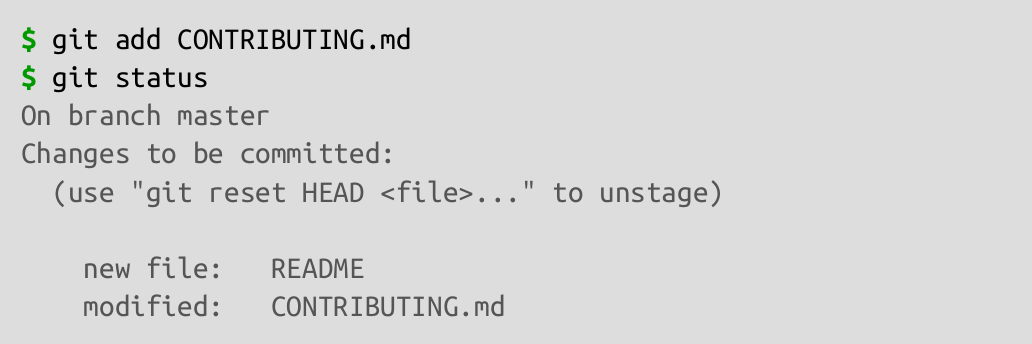 $ git add CONTRIBUTING.md
$ git status
On branch master
Changes to be committed:
  (use "git reset HEAD <file>..." to unstage)

    new file:   README
    modified:   CONTRIBUTING.md